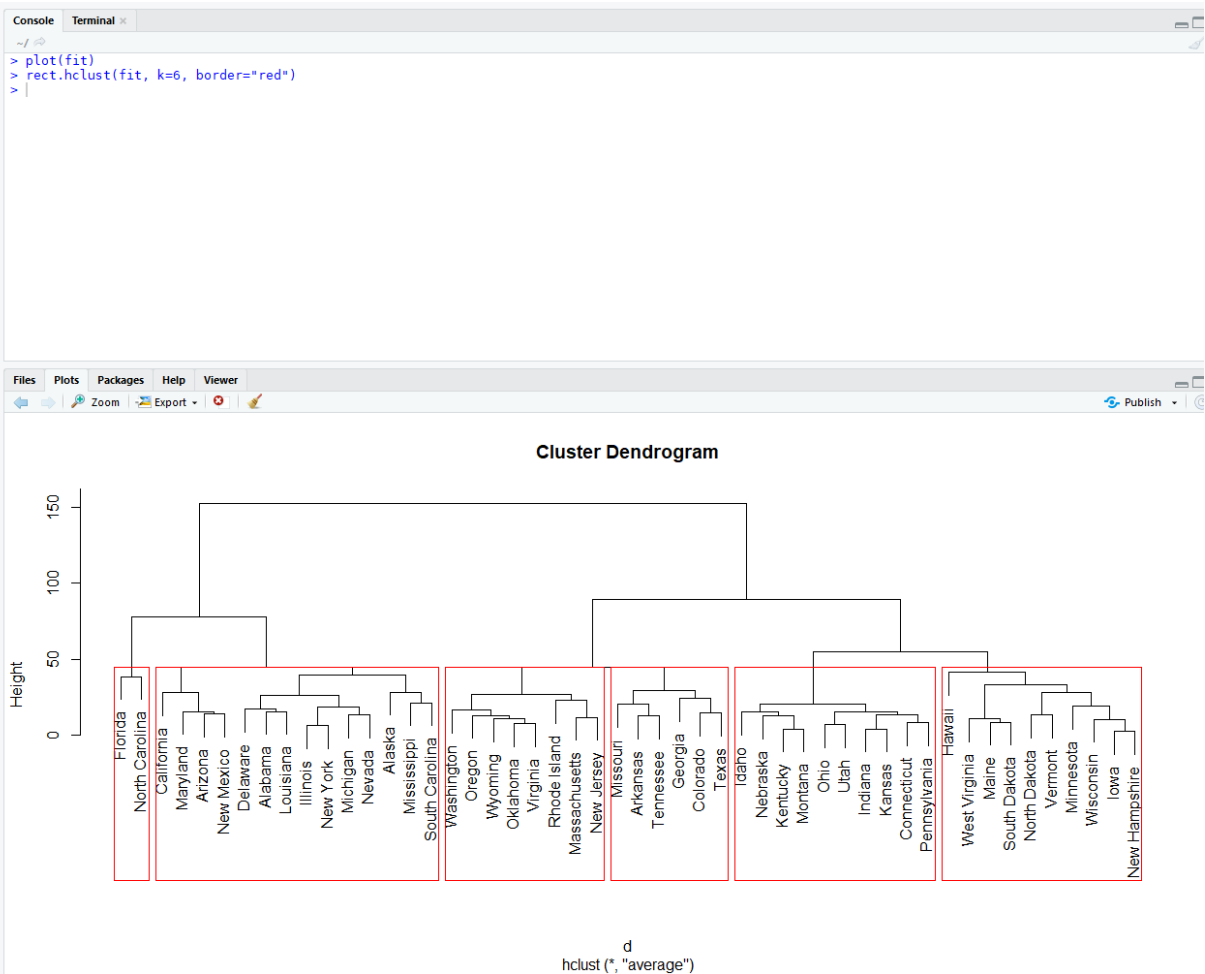 Console Terminal ×
~/
> plot(fit)
> rect.hclust(fit, k=6, border="red")
>
Files Plots Packages Help Viewer
Zoom Export Publish
Cluster Dendrogram
Height
0 50 100 150
Florida
North Carolina
California
Maryland
Arizona
New Mexico
Delaware
Alabama
Louisiana
Illinois
New York
Michigan
Nevada
Alaska
Mississippi
South Carolina
Washington
Oregon
Wyoming
Oklahoma
Virginia
Rhode Island
Massachusetts
New Jersey
Missouri
Arkansas
Tennessee
Georgia
Colorado
Texas
Idaho
Nebraska
Kentucky
Montana
Ohio
Utah
Indiana
Kansas
Connecticut
Pennsylvania
Hawaii
West Virginia
Maine
South Dakota
North Dakota
Vermont
Minnesota
Wisconsin
Iowa
New Hampshire
d
hclust (*, "average")